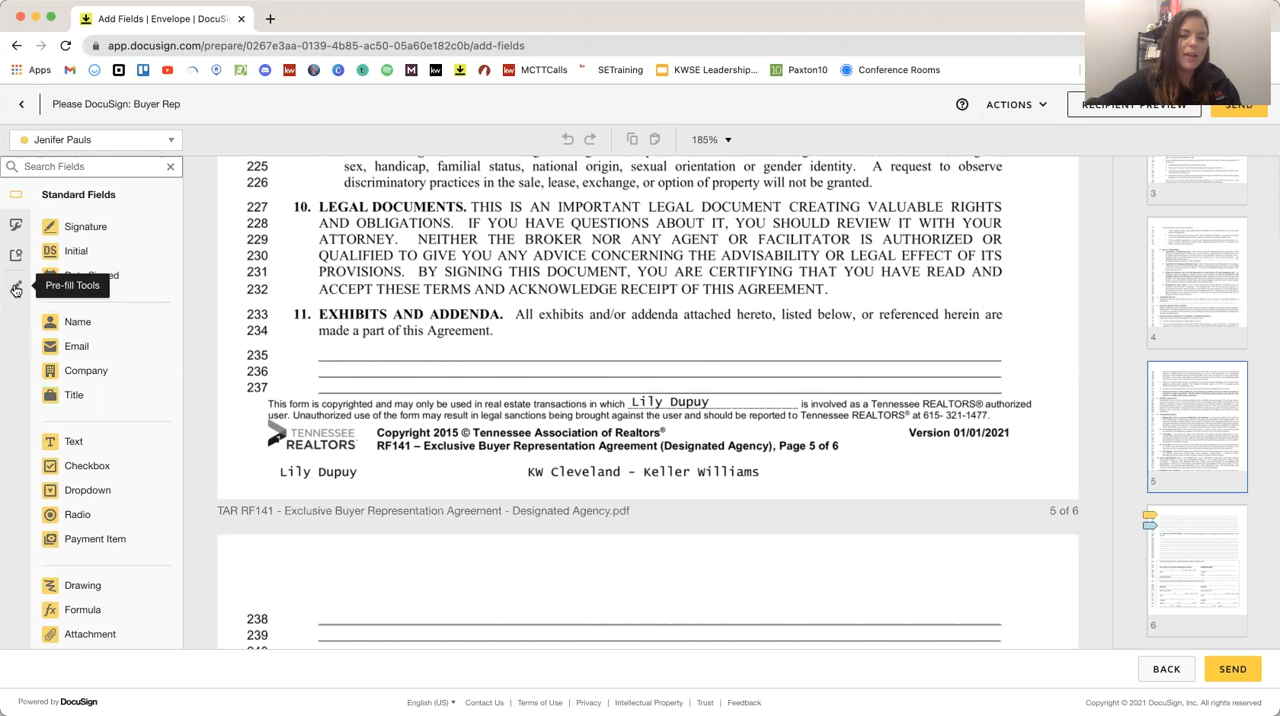 Add Fields | Envelope | DocuSi
app.docusign.com/prepare/0267e3aa-0139-4b85-ac50-05a60e182c0b/add-fields
Apps
MCTTCalls
SETraining
KWSE Leadership...
Paxton10
Conference Rooms
Please DocuSign: Buyer Rep
ACTIONS
RECIPIENT PREVIEW
SEND
Jenifer Pauls
185%
Search Fields
Standard Fields
Signature
Initial
Pre-fill Tools
Name
Email
Company
Title
Text
Checkbox
Dropdown
Radio
Payment Item
Drawing
Formula
Attachment
225 sex, handicap, familial status, national origin, sexual orientation or gender identity. A request to observe
226 discriminatory practices in the sale, lease, exchange, or option of property will not be granted.
227 10. LEGAL DOCUMENTS. THIS IS AN IMPORTANT LEGAL DOCUMENT CREATING VALUABLE RIGHTS
228 AND OBLIGATIONS. IF YOU HAVE QUESTIONS ABOUT IT, YOU SHOULD REVIEW IT WITH YOUR
229 ATTORNEY. NEITHER THE BROKER NOR ANY AGENT OR FACILITATOR IS AUTHORIZED OR
230 QUALIFIED TO GIVE YOU ANY ADVICE CONCERNING THE ADVISABILITY OR LEGAL EFFECT OF ITS
231 PROVISIONS. BY SIGNING THIS DOCUMENT, YOU ARE CERTIFYING THAT YOU HAVE READ AND
232 ACCEPT THESE TERMS AND ACKNOWLEDGE RECEIPT OF THIS AGREEMENT.
233 11. EXHIBITS AND ADDENDA. All exhibits and/or addenda attached hereto, listed below, or referenced herein are
234 made a part of this Agreement.
235
236
237
This form is copyrighted and may only be used in real estate transactions in which Lily Dupuy is involved as a Tennessee REALTORS® authorized
user. Unauthorized use of the form may result in legal sanctions being brought against the user and should be reported to Tennessee REALTORS® at 615- 321-1477.
TENNESSEE REALTORS
Copyright 2015 © Tennessee Association of Realtors®
RF141 – Exclusive Buyer Representation Agreement (Designated Agency), Page 5 of 6
Lily Dupuy
Cleveland - Keller Williams
TAR RF141 - Exclusive Buyer Representation Agreement - Designated Agency.pdf
5 of 6
238
239
3
4
5
6
BACK
SEND
Powered by DocuSign
English (US)
Contact Us
Terms of Use
Privacy
Intellectual Property
Trust
Feedback
Copyright © 2021 DocuSign, Inc. All rights reserved